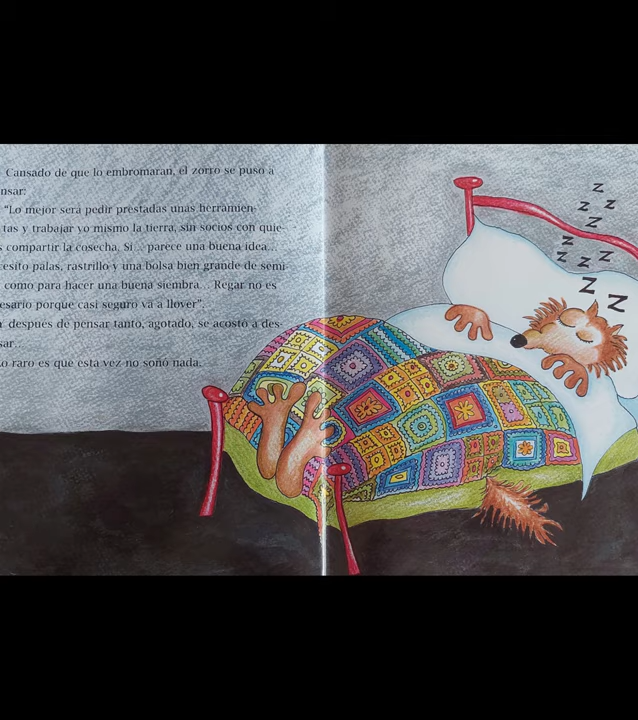 Cansado de que lo embromaran, el zorro se puso a
nsar:
"Lo mejor será pedir prestadas unas herramien-
tas y trabajar yo mismo la tierra, sin socios con quie-
s compartir la cosecha. Sí... parece una buena idea...
cesito palas, rastrillo y una bolsa bien grande de semi-
como para hacer una buena siembra... Regar no es
esario porque casi seguro va a llover".
después de pensar tanto, agotado, se acostó a des-
sar...
o raro es que esta vez no soñó nada.
z
z
z
z
z
z
z
z
z
Z
Z